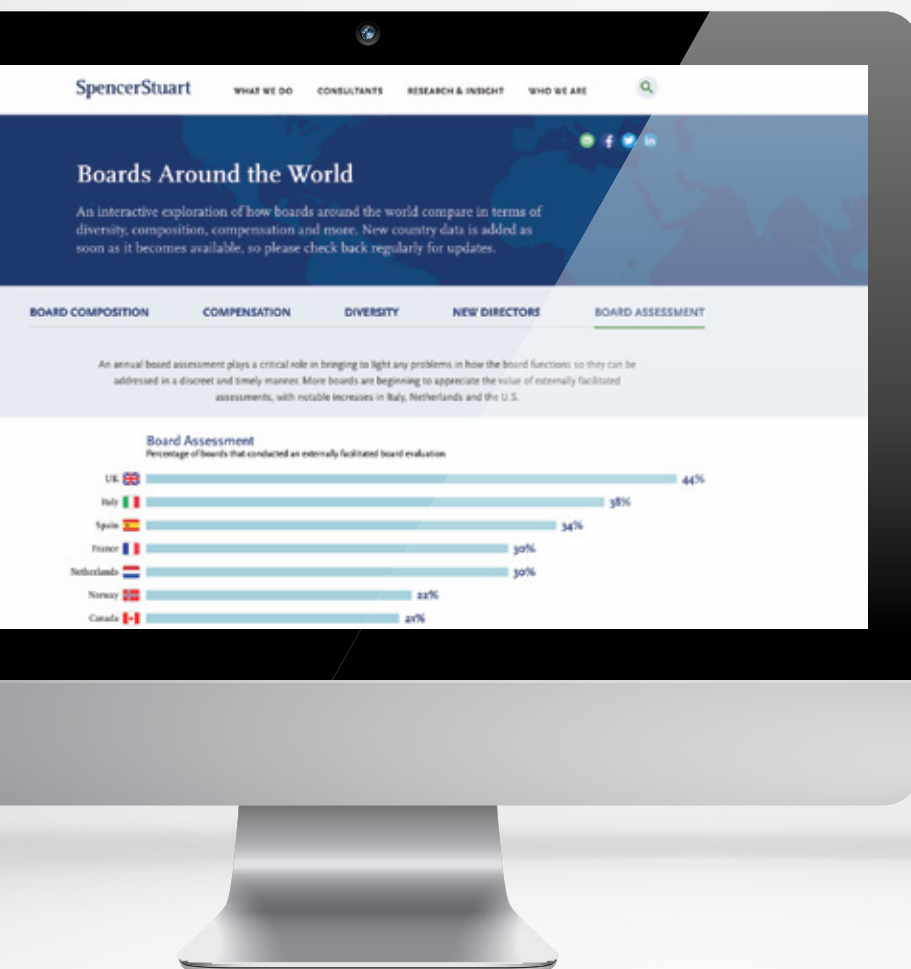 SpencerStuart
WHAT WE DO CONSULTANTS RESEARCH & INSIGHT WHO WE ARE
Boards Around the World
An interactive exploration of how boards around the world compare in terms of
diversity, composition, compensation and more. New country data is added as
soon as it becomes available, so please check back regularly for updates.
BOARD COMPOSITION COMPENSATION DIVERSITY NEW DIRECTORS BOARD ASSESSMENT
An annual board assessment plays a critical role in bringing to light any problems in how the board functions so they can be
addressed in a discreet and timely manner. More boards are beginning to appreciate the value of externally facilitated
assessments, with notable increases in Italy, Netherlands and the U.S.
Board Assessment
Percentage of boards that conducted an externally facilitated board evaluation
UK 44%
Italy 38%
Spain 34%
France 30%
Netherlands 30%
Norway 22%
Canada 21%